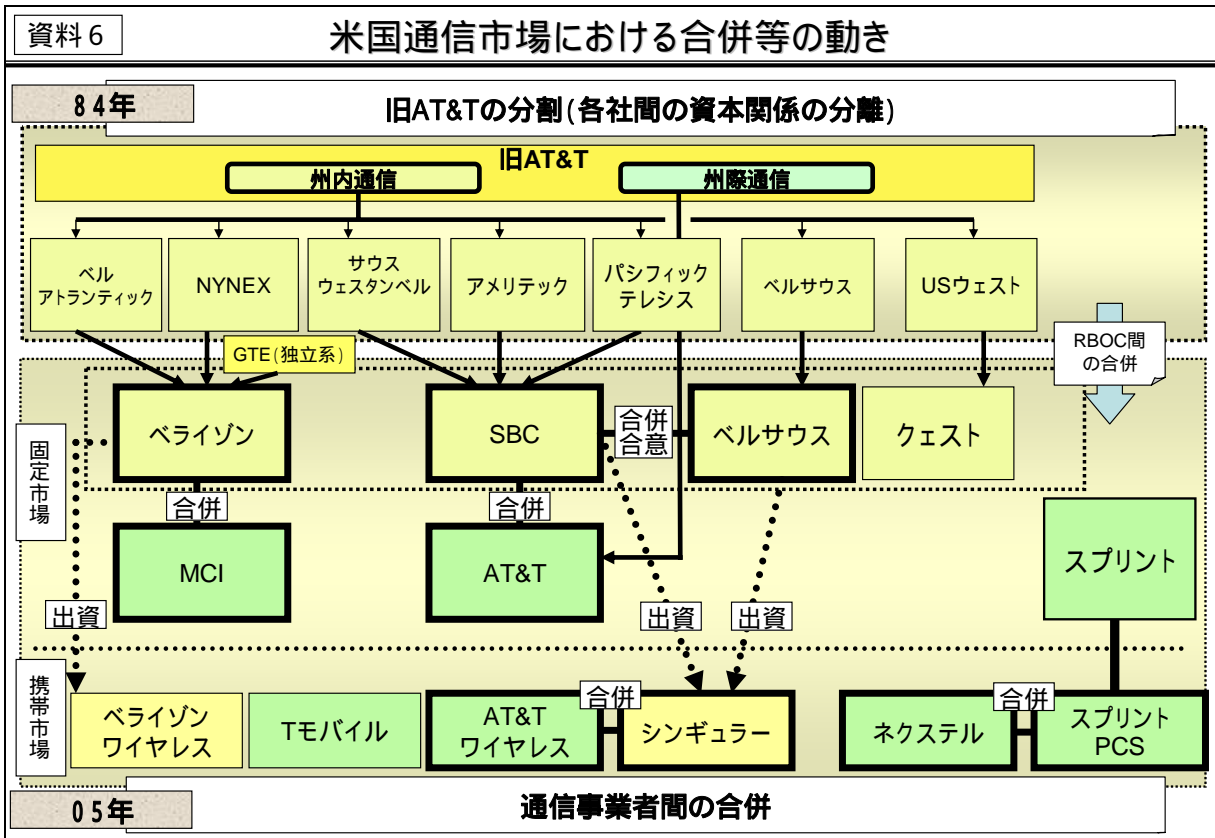 資料６
米国通信市場における合併等の動き
８４年
旧AT&Tの分割(各社間の資本関係の分離)
旧AT&T
州内通信
州際通信
ベル
アトランティック
NYNEX
サウス
ウェスタンベル
アメリテック
パシフィック
テレシス
ベルサウス
USウェスト
GTE(独立系)
RBOC間
の合併
固定市場
ベライゾン
SBC
合併
合意
ベルサウス
クェスト
合併
合併
MCI
AT&T
スプリント
出資
出資
出資
携帯市場
ベライゾン
ワイヤレス
Tモバイル
AT&T
ワイヤレス
合併
シンギュラー
ネクステル
合併
スプリント
PCS
０５年
通信事業者間の合併